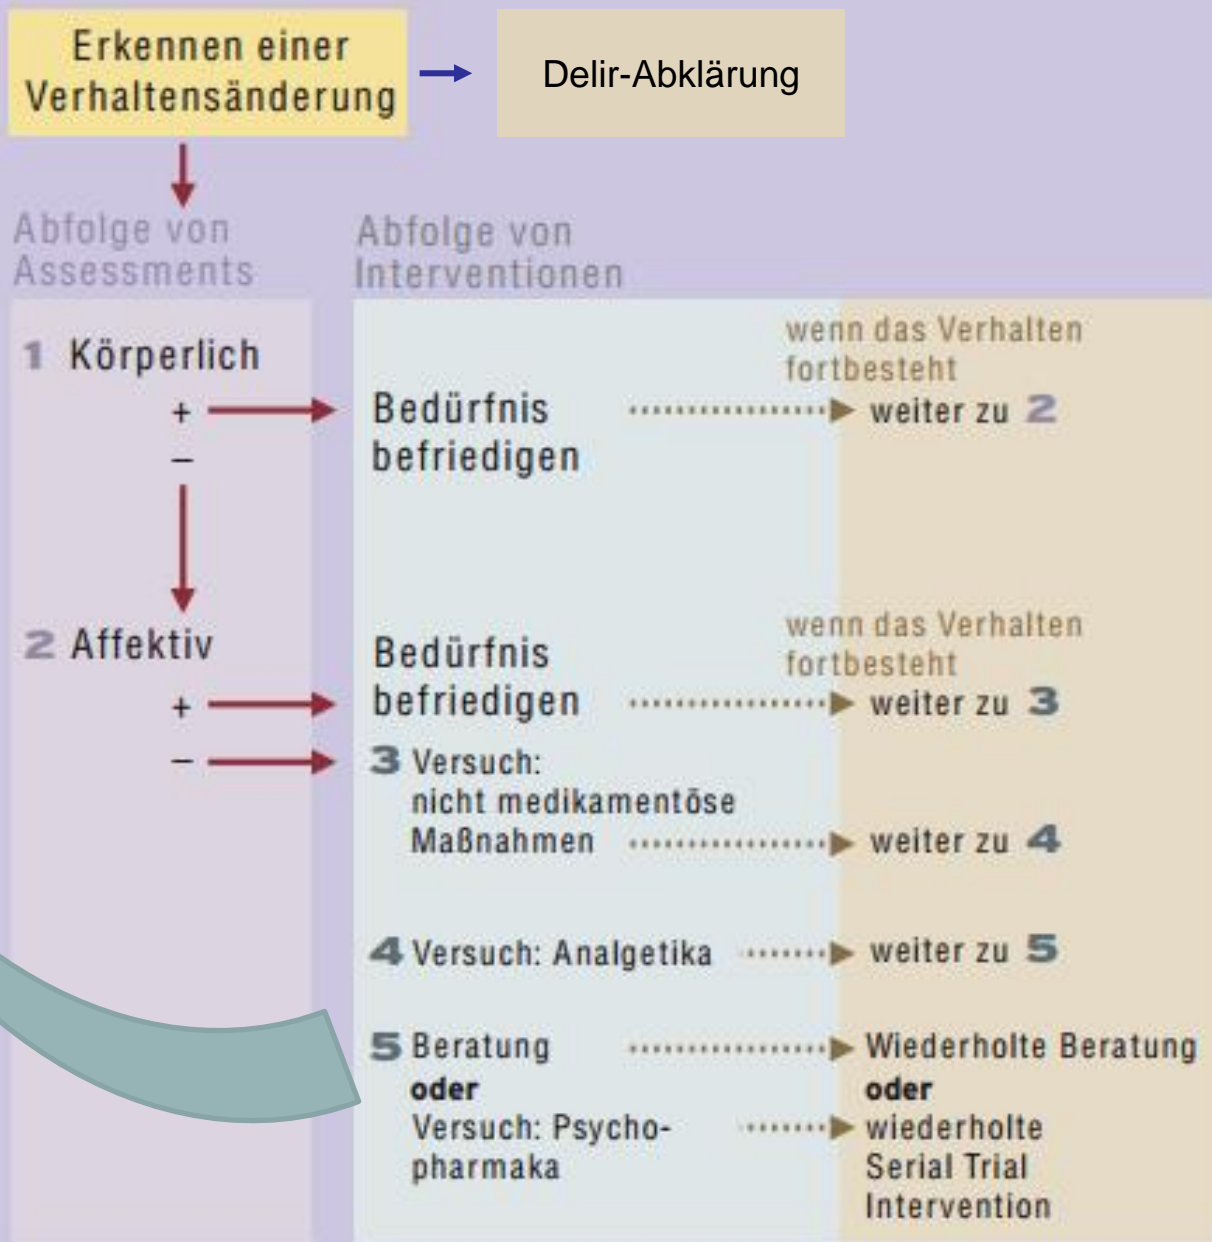 Erkennen einer
Verhaltensänderung
Delir-Abklärung
Abfolge von
Assessments
Abfolge von
Interventionen
1 Körperlich
+
–
Bedürfnis
befriedigen
wenn das Verhalten
fortbesteht
weiter zu 2
2 Affektiv
+
–
Bedürfnis
befriedigen
wenn das Verhalten
fortbesteht
weiter zu 3
3 Versuch:
nicht medikamentöse
Maßnahmen
weiter zu 4
4 Versuch: Analgetika
weiter zu 5
5 Beratung
oder
Versuch: Psycho-
pharmaka
Wiederholte Beratung
oder
wiederholte
Serial Trial
Intervention